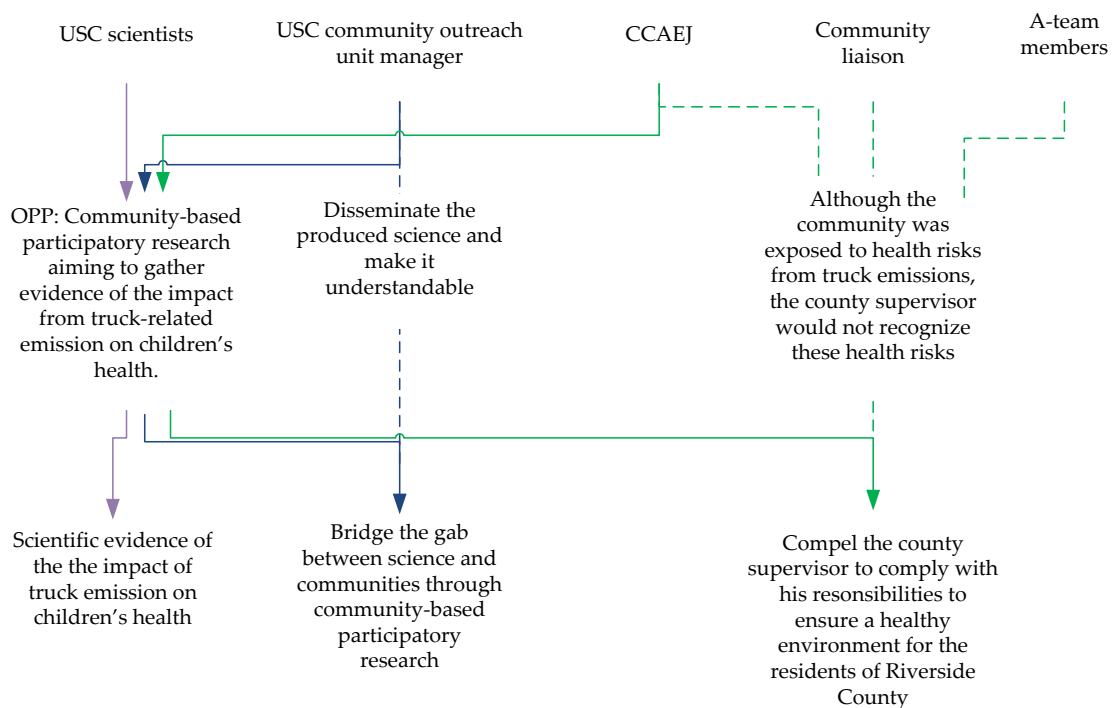 USC scientists
USC community outreach
unit manager
CCAEJ
Community
liaison
A-team
members
OPP: Community-based
participatory research
aiming to gather
evidence of the impact
from truck-related
emission on children’s
health.
Disseminate the
produced science and
make it
understandable
Although the
community was
exposed to health risks
from truck emissions,
the county supervisor
would not recognize
these health risks
Scientific evidence of
the the impact of
truck emission on
children’s health
Bridge the gab
between science and
communities through
community-based
participatory
research
Compel the county
supervisor to comply with
his resonsibilities to
ensure a healthy
environment for the
residents of Riverside
County